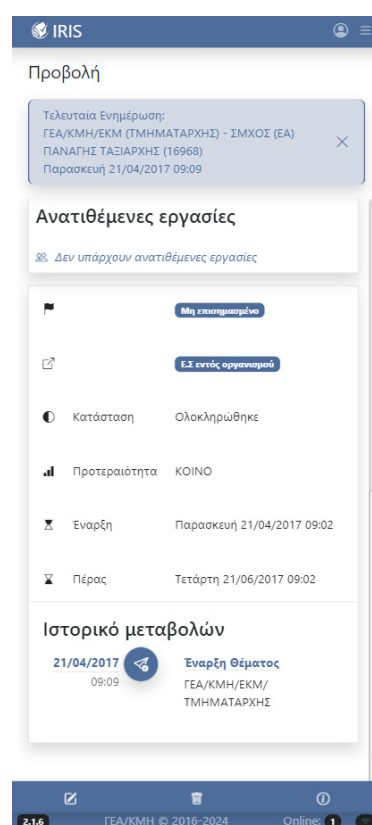 IRIS
Προβολή
Τελευταία Ενημέρωση:
ΓΕΑ/ΚΜΗ/ΕΚΜ (ΤΜΗΜΑΤΑΡΧΗΣ) - ΣΜΧΟΣ (ΕΑ)
ΠΑΝΑΓΗΣ ΤΑΞΙΑΡΧΗΣ (16968)
Παρασκευή 21/04/2017 09:09
Ανατιθέμενες εργασίες
Δεν υπάρχουν ανατιθέμενες εργασίες
Μη επισημασμένο
Ε.Σ εντός οργανισμού
Κατάσταση Ολοκληρώθηκε
Προτεραιότητα ΚΟΙΝΟ
Έναρξη Παρασκευή 21/04/2017 09:02
Πέρας Τετάρτη 21/06/2017 09:02
Ιστορικό μεταβολών
21/04/2017 Έναρξη Θέματος
09:09 ΓΕΑ/ΚΜΗ/ΕΚΜ/
ΤΜΗΜΑΤΑΡΧΗΣ
2.1.6 ΓΕΑ/ΚΜΗ © 2016-2024 Online: 1